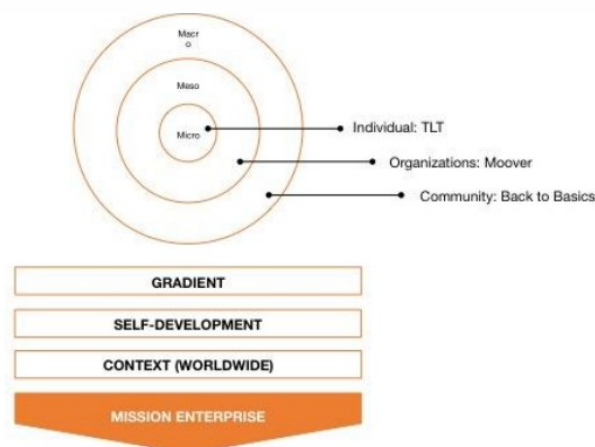 Macr
o
Meso
Micro
Individual: TLT
Organizations: Moover
Community: Back to Basics
GRADIENT
SELF-DEVELOPMENT
CONTEXT (WORLDWIDE)
MISSION ENTERPRISE